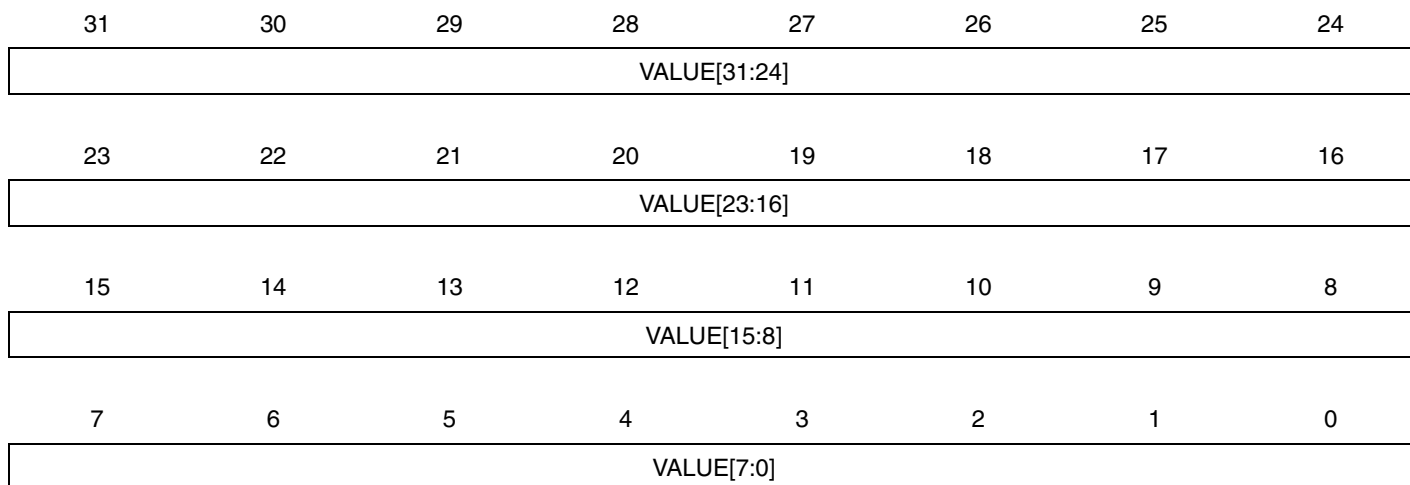 31 30 29 28 27 26 25 24
VALUE[31:24]
23 22 21 20 19 18 17 16
VALUE[23:16]
15 14 13 12 11 10 9 8
VALUE[15:8]
7 6 5 4 3 2 1 0
VALUE[7:0]